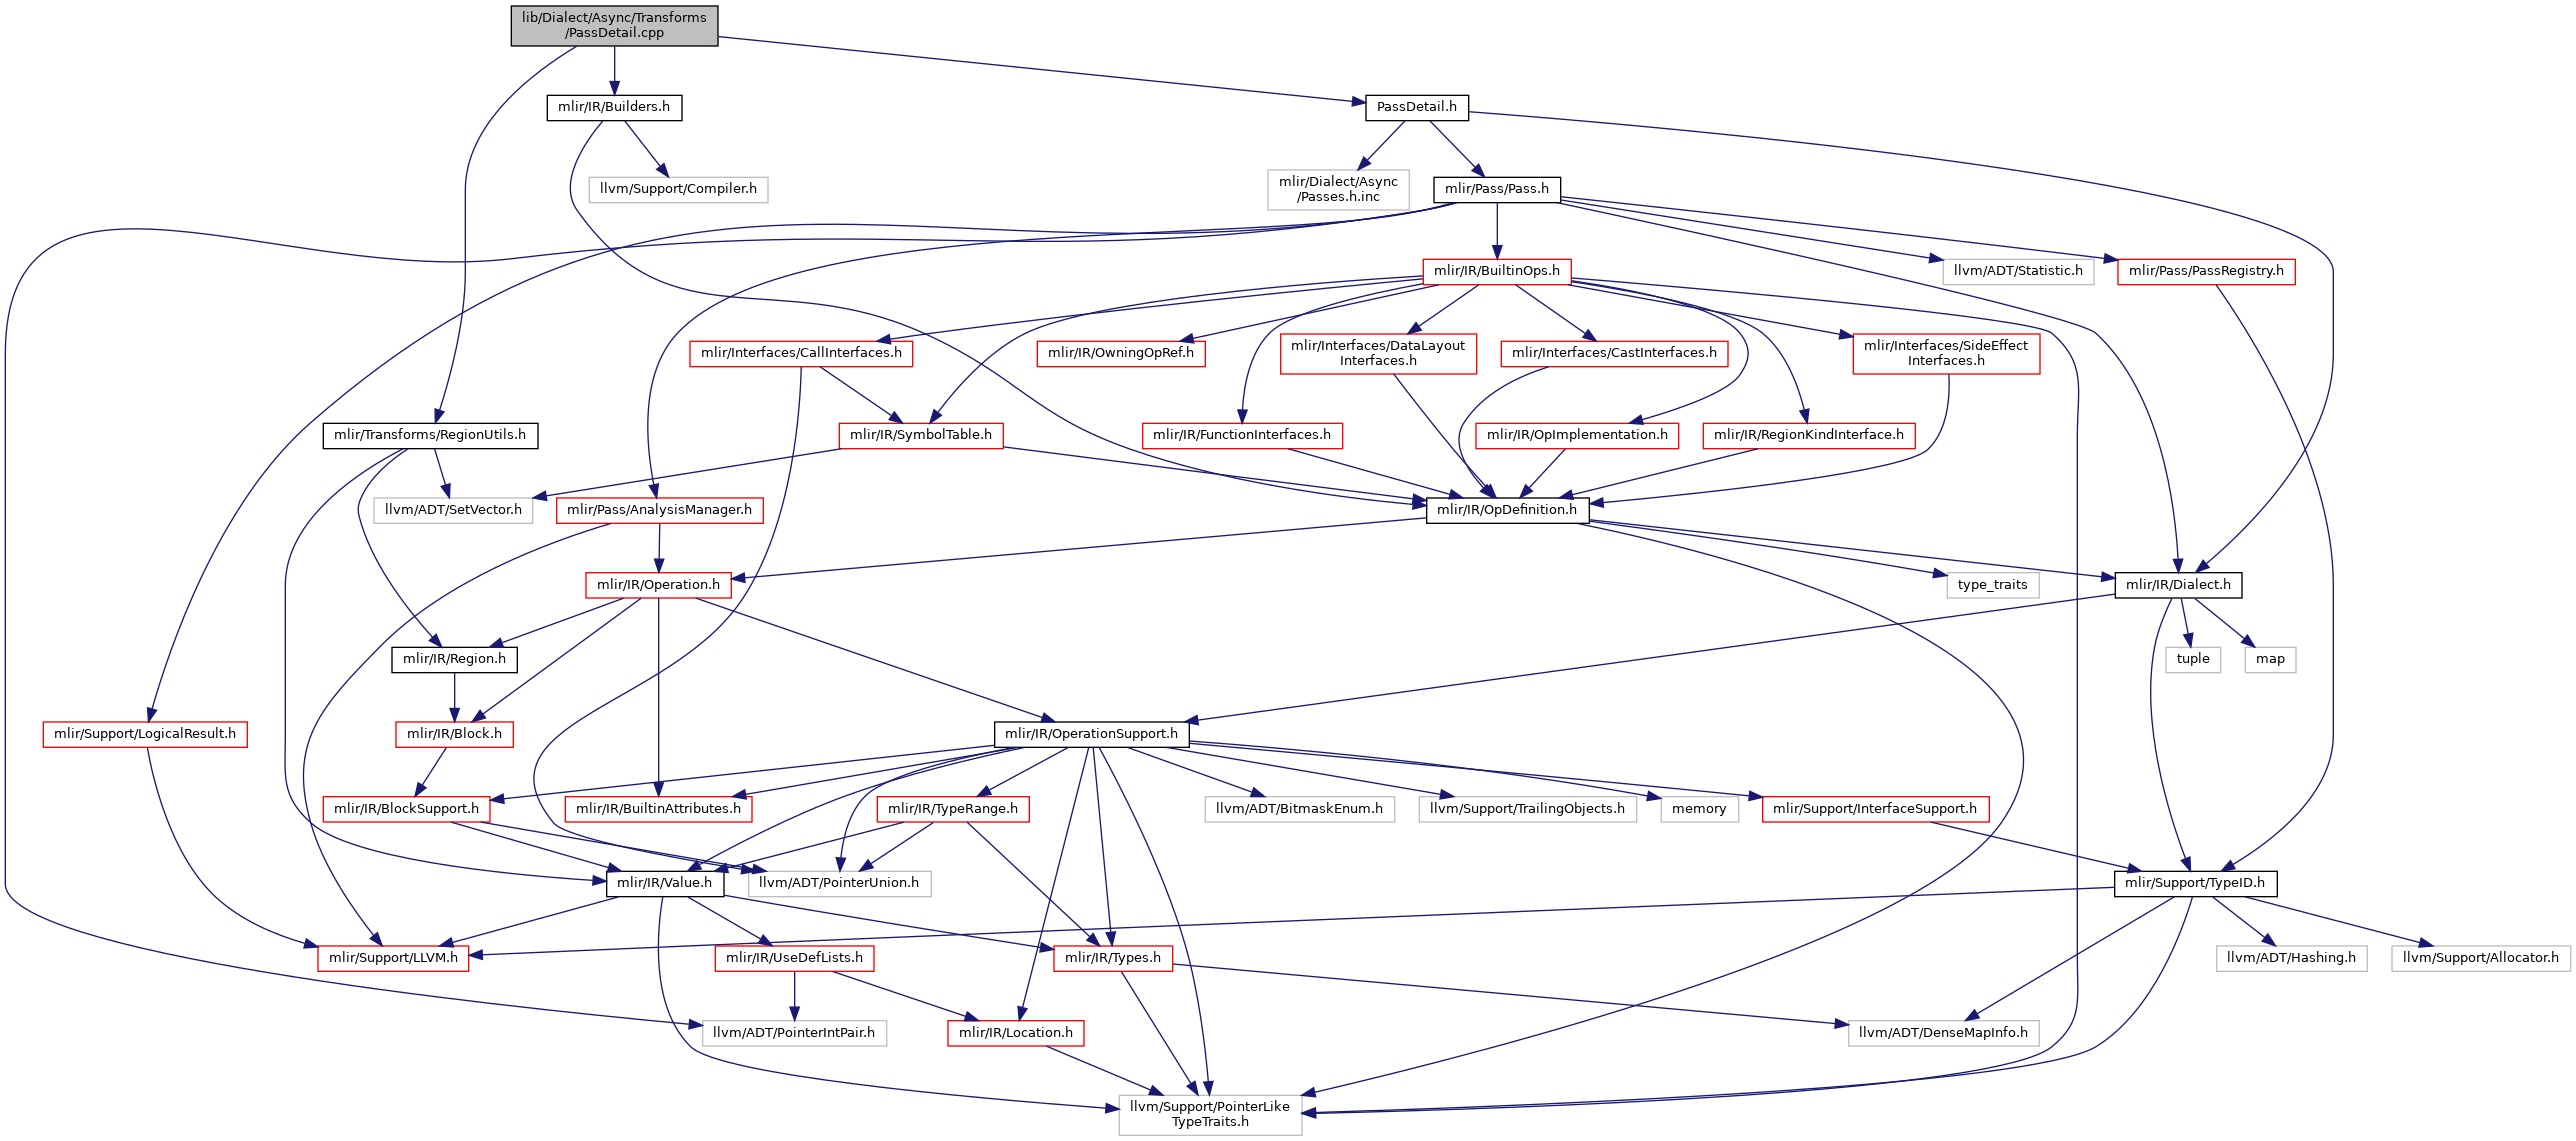 lib/Dialect/Async/Transforms
/PassDetail.cpp
mlir/IR/Builders.h
PassDetail.h
llvm/Support/Compiler.h
mlir/Dialect/Async
/Passes.h.inc
mlir/Pass/Pass.h
mlir/IR/BuiltinOps.h
llvm/ADT/Statistic.h
mlir/Pass/PassRegistry.h
mlir/Interfaces/CallInterfaces.h
mlir/IR/OwningOpRef.h
mlir/Interfaces/DataLayout
Interfaces.h
mlir/Interfaces/CastInterfaces.h
mlir/Interfaces/SideEffect
Interfaces.h
mlir/Transforms/RegionUtils.h
mlir/IR/SymbolTable.h
mlir/IR/FunctionInterfaces.h
mlir/IR/OpImplementation.h
mlir/IR/RegionKindInterface.h
llvm/ADT/SetVector.h
mlir/Pass/AnalysisManager.h
mlir/IR/OpDefinition.h
mlir/IR/Operation.h
type_traits
mlir/IR/Dialect.h
mlir/IR/Region.h
tuple
map
mlir/Support/LogicalResult.h
mlir/IR/Block.h
mlir/IR/OperationSupport.h
mlir/IR/BlockSupport.h
mlir/IR/BuiltinAttributes.h
mlir/IR/TypeRange.h
llvm/ADT/BitmaskEnum.h
llvm/Support/TrailingObjects.h
memory
mlir/Support/InterfaceSupport.h
mlir/IR/Value.h
llvm/ADT/PointerUnion.h
mlir/Support/TypeID.h
mlir/Support/LLVM.h
mlir/IR/UseDefLists.h
mlir/IR/Types.h
llvm/ADT/Hashing.h
llvm/Support/Allocator.h
llvm/ADT/PointerIntPair.h
mlir/IR/Location.h
llvm/ADT/DenseMapInfo.h
llvm/Support/PointerLike
TypeTraits.h